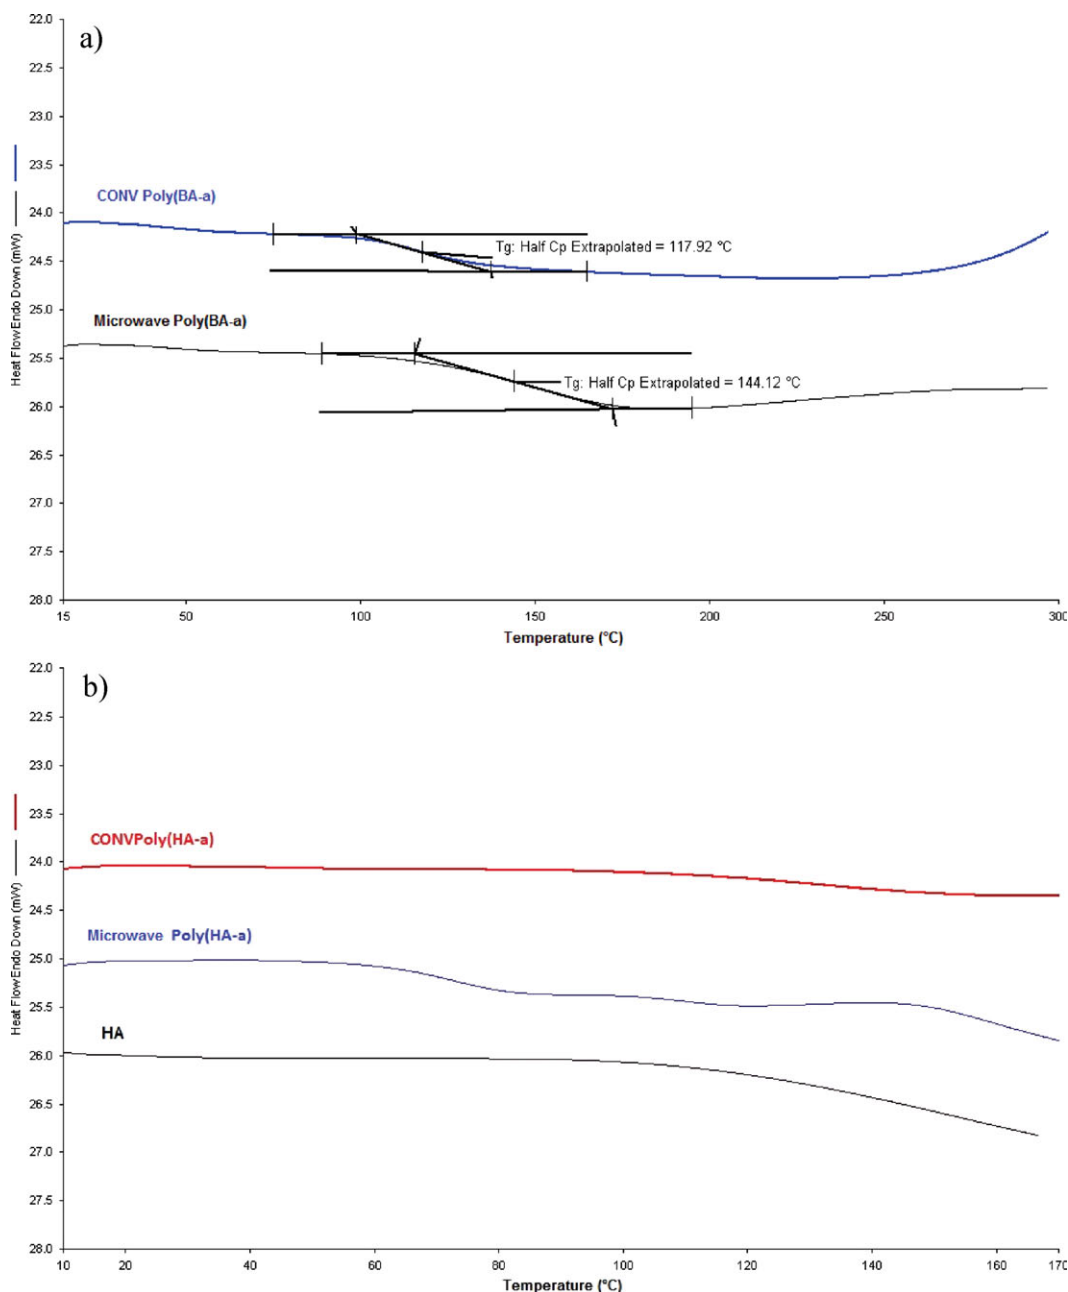 a)
22.0
22.5
23.0
23.5
24.0
24.5
25.0
25.5
26.0
26.5
27.0
27.5
28.0
Heat Flow Endo Down (mW)
CONV Poly(BA-a)
Tg: Half Cp Extrapolated = 117.92 °C
Microwave Poly(BA-a)
Tg: Half Cp Extrapolated = 144.12 °C
15 50 100 150 200 250 300
Temperature (°C)
b)
22.0
22.5
23.0
23.5
24.0
24.5
25.0
25.5
26.0
26.5
27.0
27.5
28.0
Heat Flow Endo Down (mW)
CONVPoly(HA-a)
Microwave Poly(HA-a)
HA
10 20 40 60 80 100 120 140 160 170
Temperature (°C)